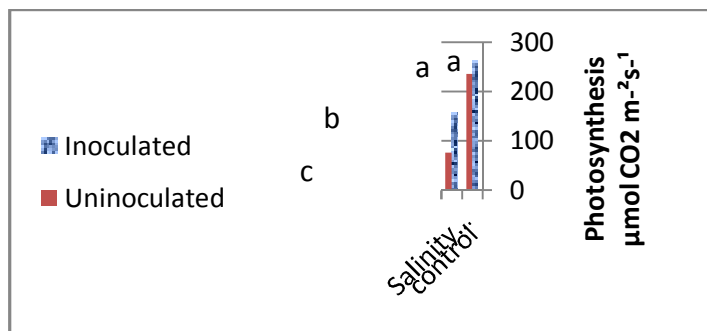 a a
b
c
Inoculated
Uninoculated
300
200
100
0
Salinity..
control.
Photosynthesis
µmol CO2 m-²s-¹